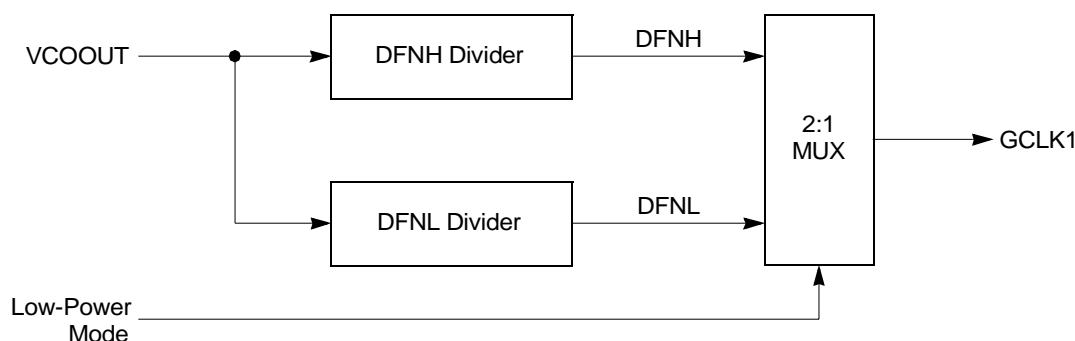 VCOOUT
DFNH Divider
DFNH
2:1
MUX
GCLK1
DFNL Divider
DFNL
Low-Power
Mode